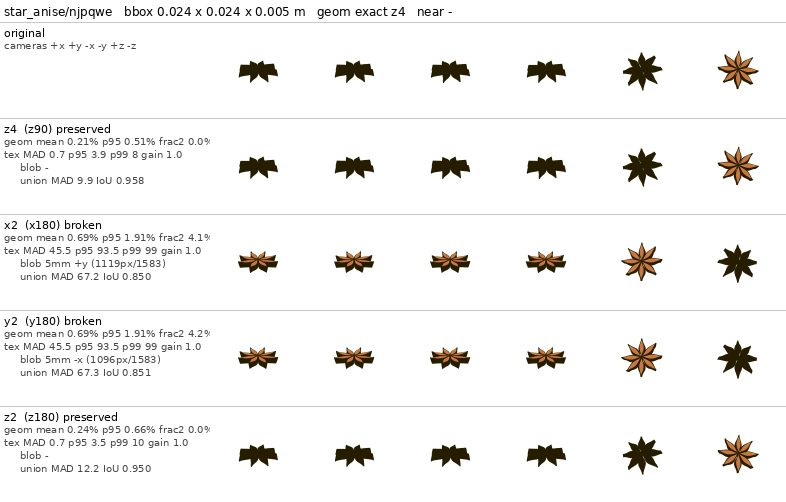 star_anise/njpqwe   bbox 0.024 x 0.024 x 0.005 m   geom exact z4   near -
original
cameras +x +y -x -y +z -z
z4  (z90) preserved
geom mean 0.21% p95 0.51% frac2 0.0%
tex MAD 0.7 p95 3.9 p99 8 gain 1.0
blob -
union MAD 9.9 IoU 0.958
x2  (x180) broken
geom mean 0.69% p95 1.91% frac2 4.1%
tex MAD 45.5 p95 93.5 p99 99 gain 1.0
blob 5mm +y (1119px/1583)
union MAD 67.2 IoU 0.850
y2  (y180) broken
geom mean 0.69% p95 1.91% frac2 4.2%
tex MAD 45.5 p95 93.5 p99 99 gain 1.0
blob 5mm -x (1096px/1583)
union MAD 67.3 IoU 0.851
z2  (z180) preserved
geom mean 0.24% p95 0.66% frac2 0.0%
tex MAD 0.7 p95 3.5 p99 10 gain 1.0
blob -
union MAD 12.2 IoU 0.950